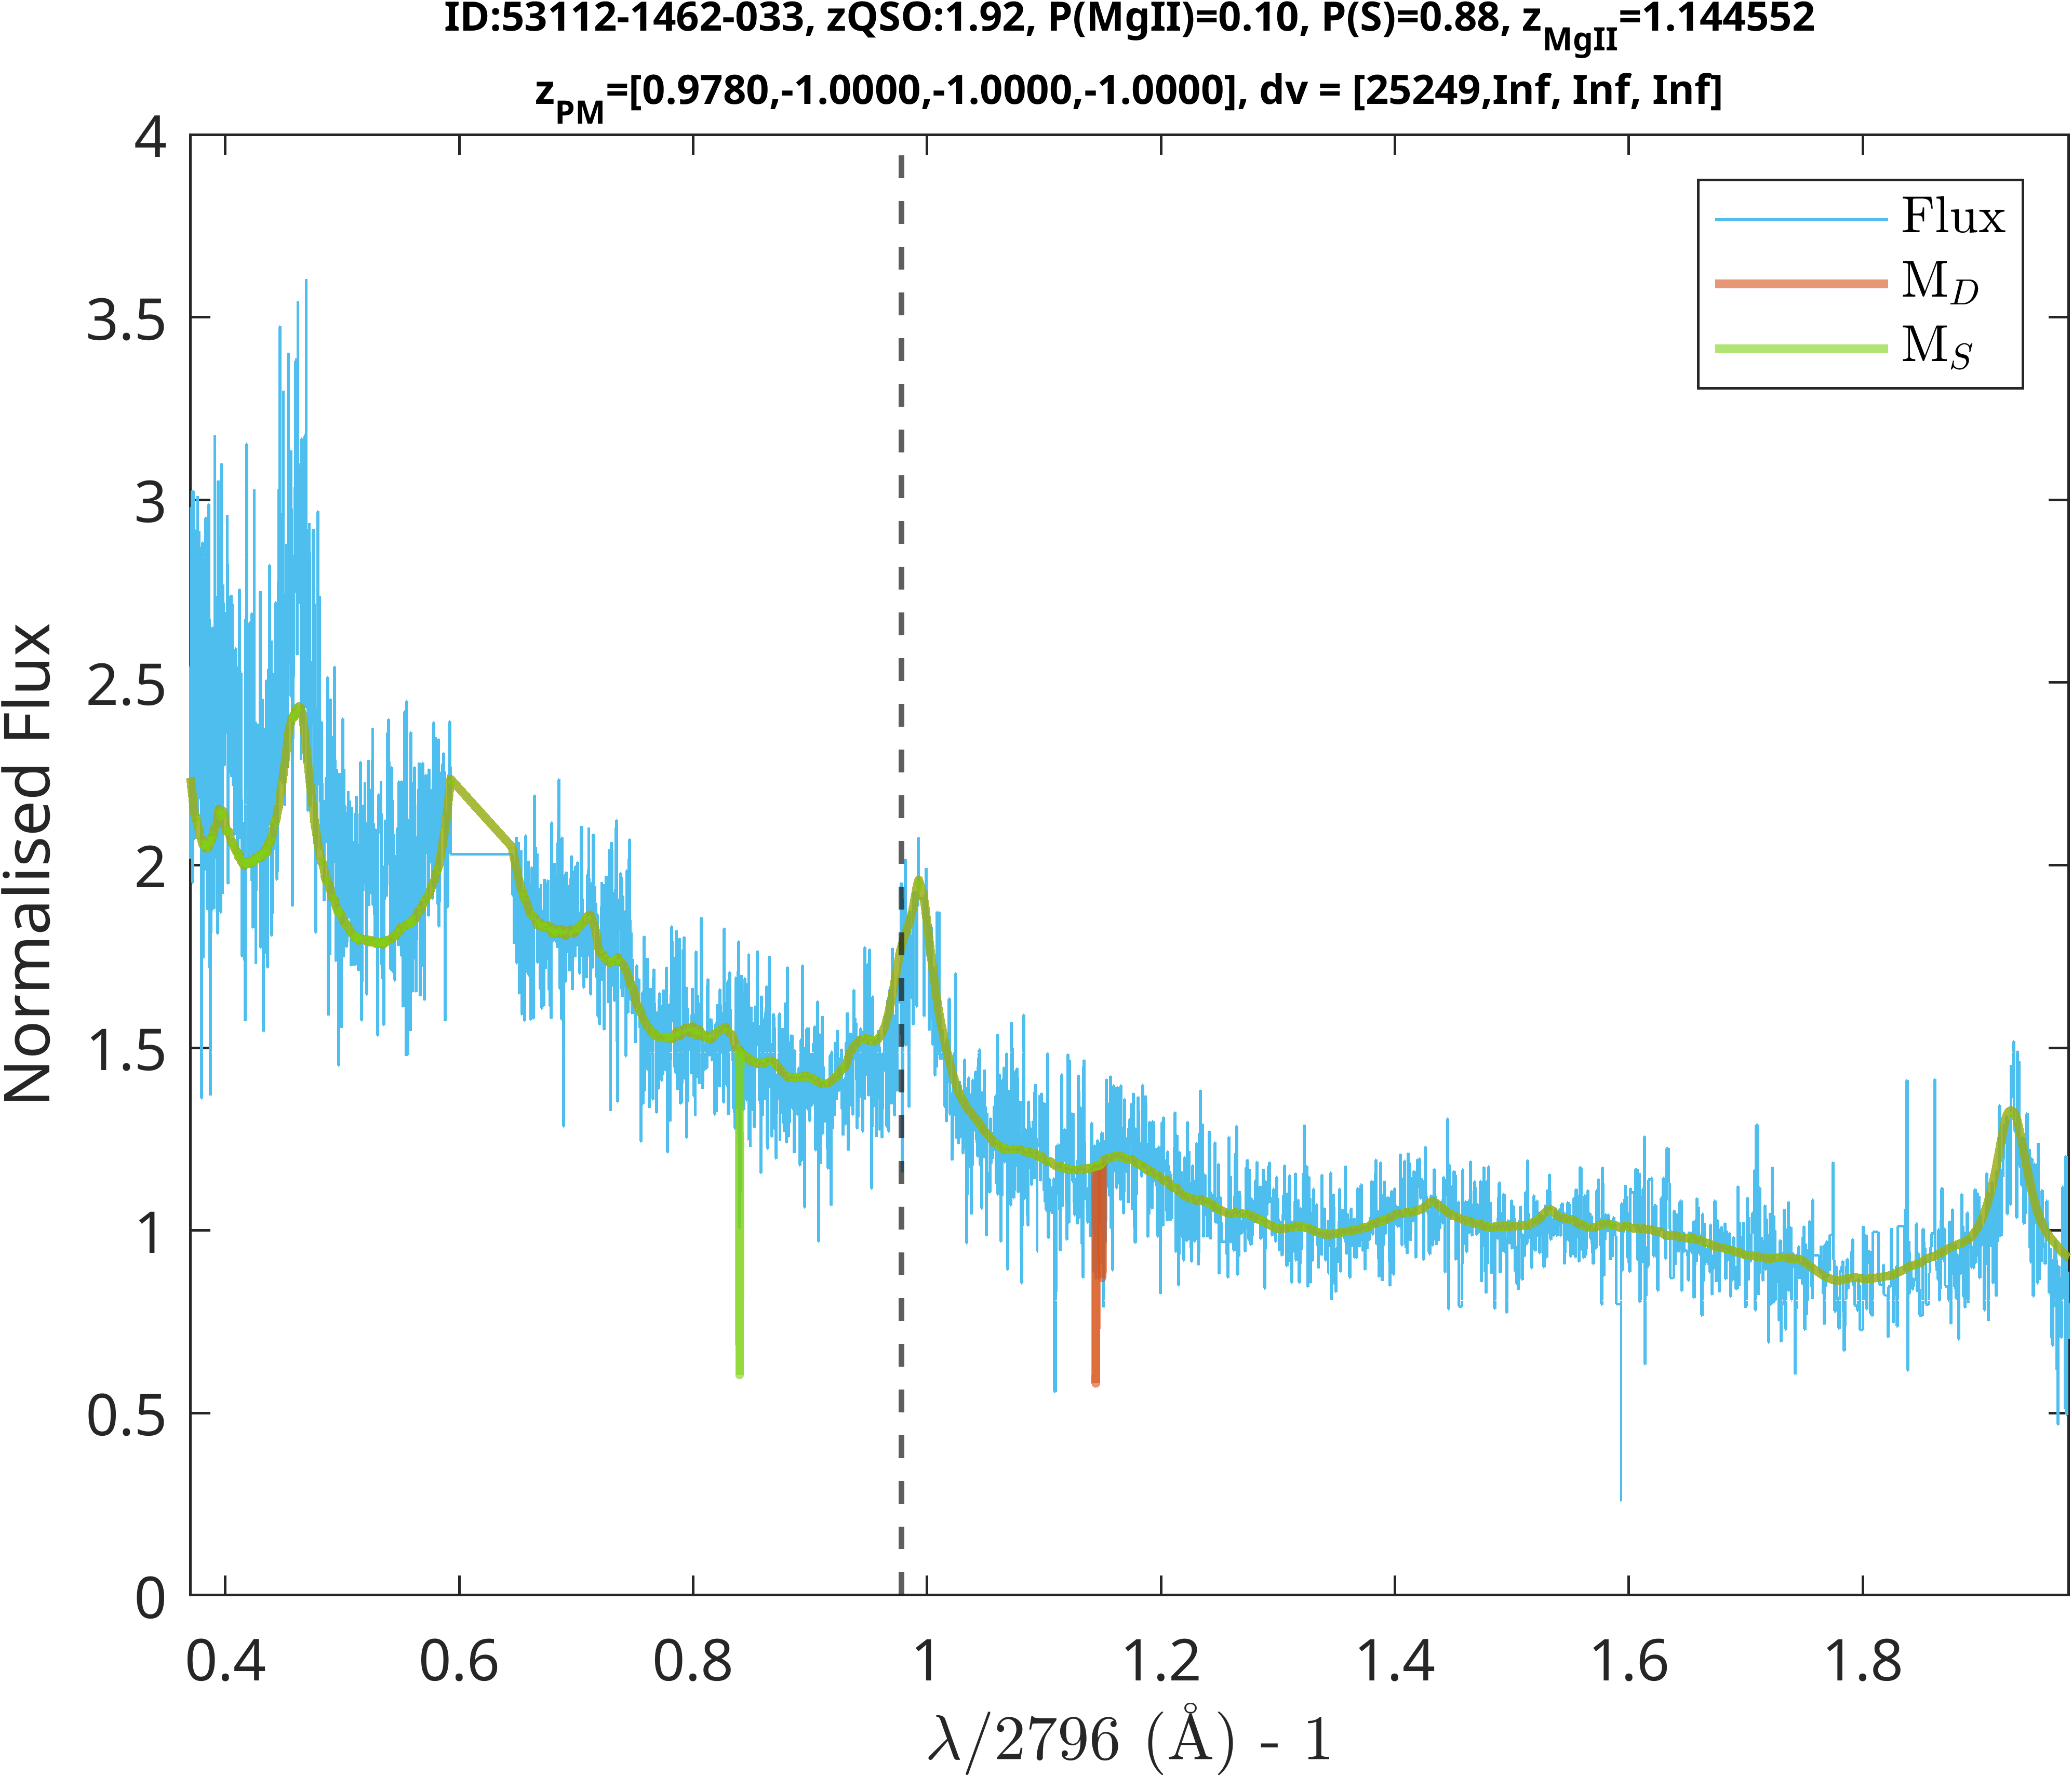 ID:53112-1462-033, zQSO:1.92, P(MgII)=0.10, P(S)=0.88, zMgII=1.144552
zPM=[0.9780,-1.0000,-1.0000,-1.0000], dv = [25249,Inf, Inf, Inf]
4
3.5
3
2.5
2
1.5
1
0.5
0
Normalised Flux
Flux
MD
MS
0.4
0.6
0.8
1
1.2
1.4
1.6
1.8
λ/2796 (Å) - 1